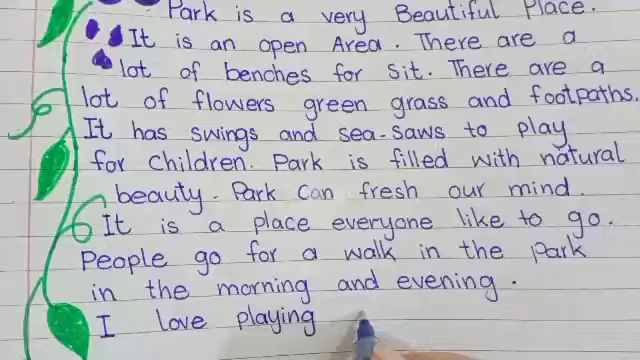 Park is a very Beautiful Place.
It is an open Area. There are a
lot of benches for sit. There are a
lot of flowers green grass and footpaths.
It has swings and sea-saws to play
for children. Park is filled with natural
beauty. Park can fresh our mind.
It is a place everyone like to go.
People go for a walk in the park
in the morning and evening.
I love playing